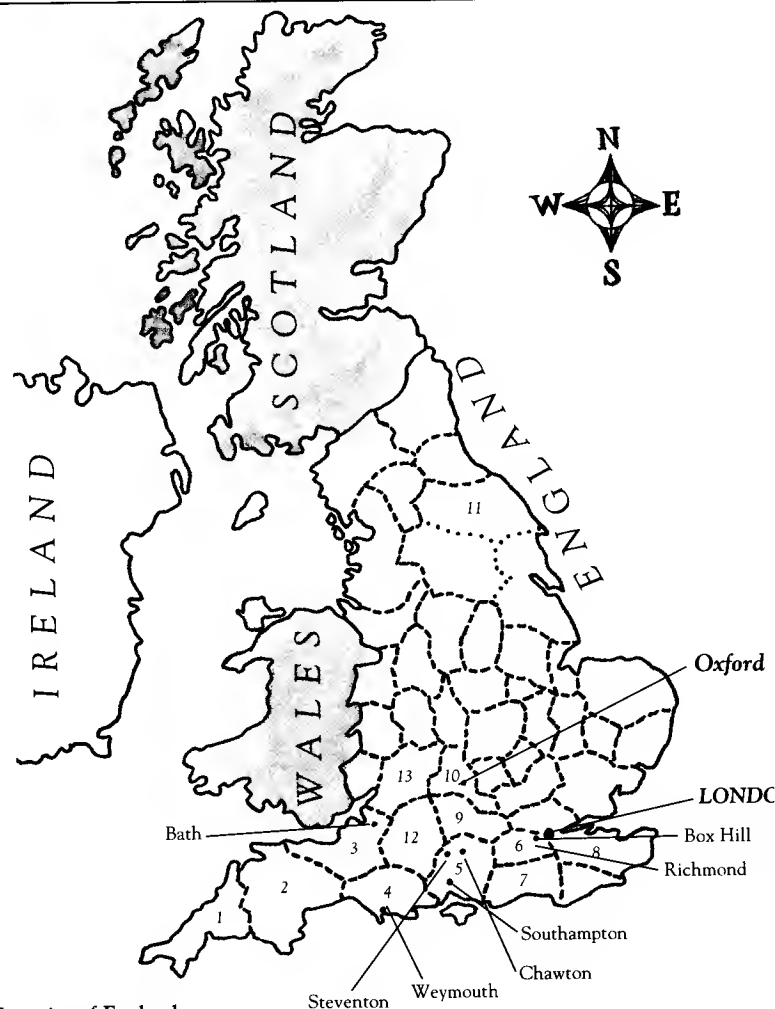 N
W E
S
SCOTLAND
ENGLAND
IRELAND
WALES
11
Oxford
13
10
LONDO
9
Bath
12
Box Hill
3
6
8
Richmond
5
2
7
4
1
Southampton
Chawton
Weymouth
Steventon